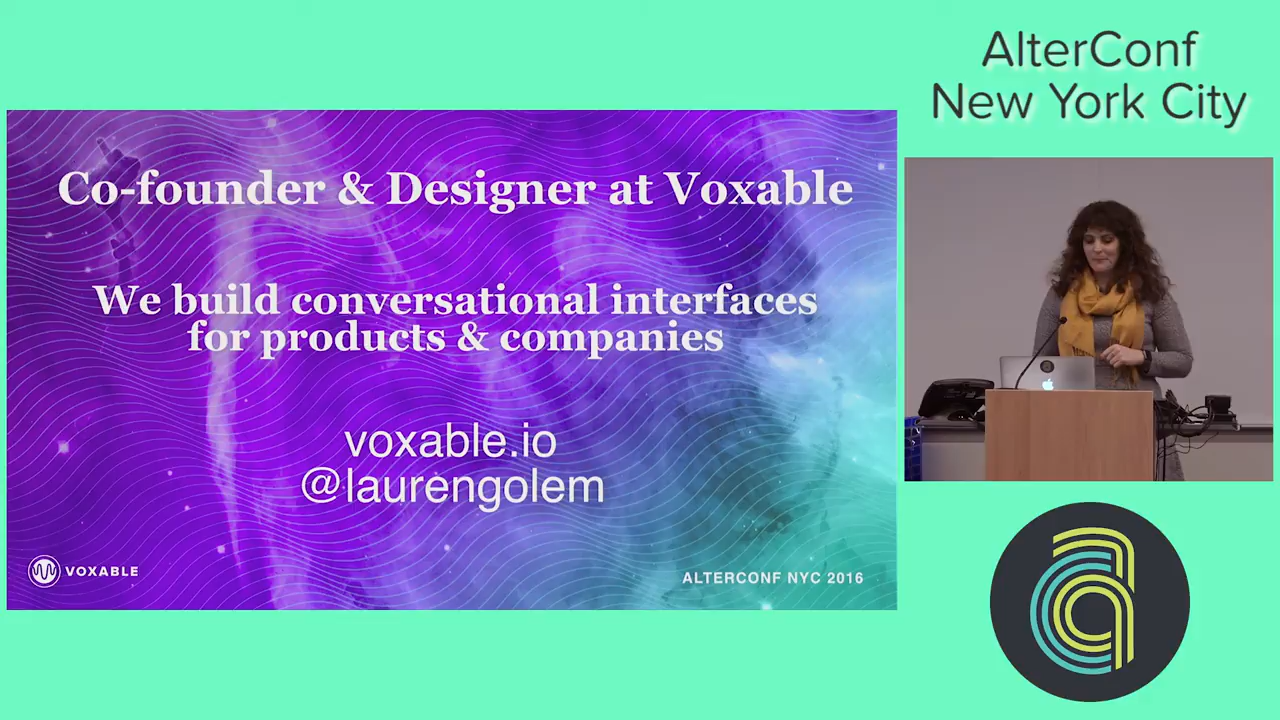 AlterConf
New York City
Co-founder & Designer at Voxable
We build conversational interfaces
for products & companies
voxable.io
@laurengolem
VOXABLE
ALTERCONF NYC 2016